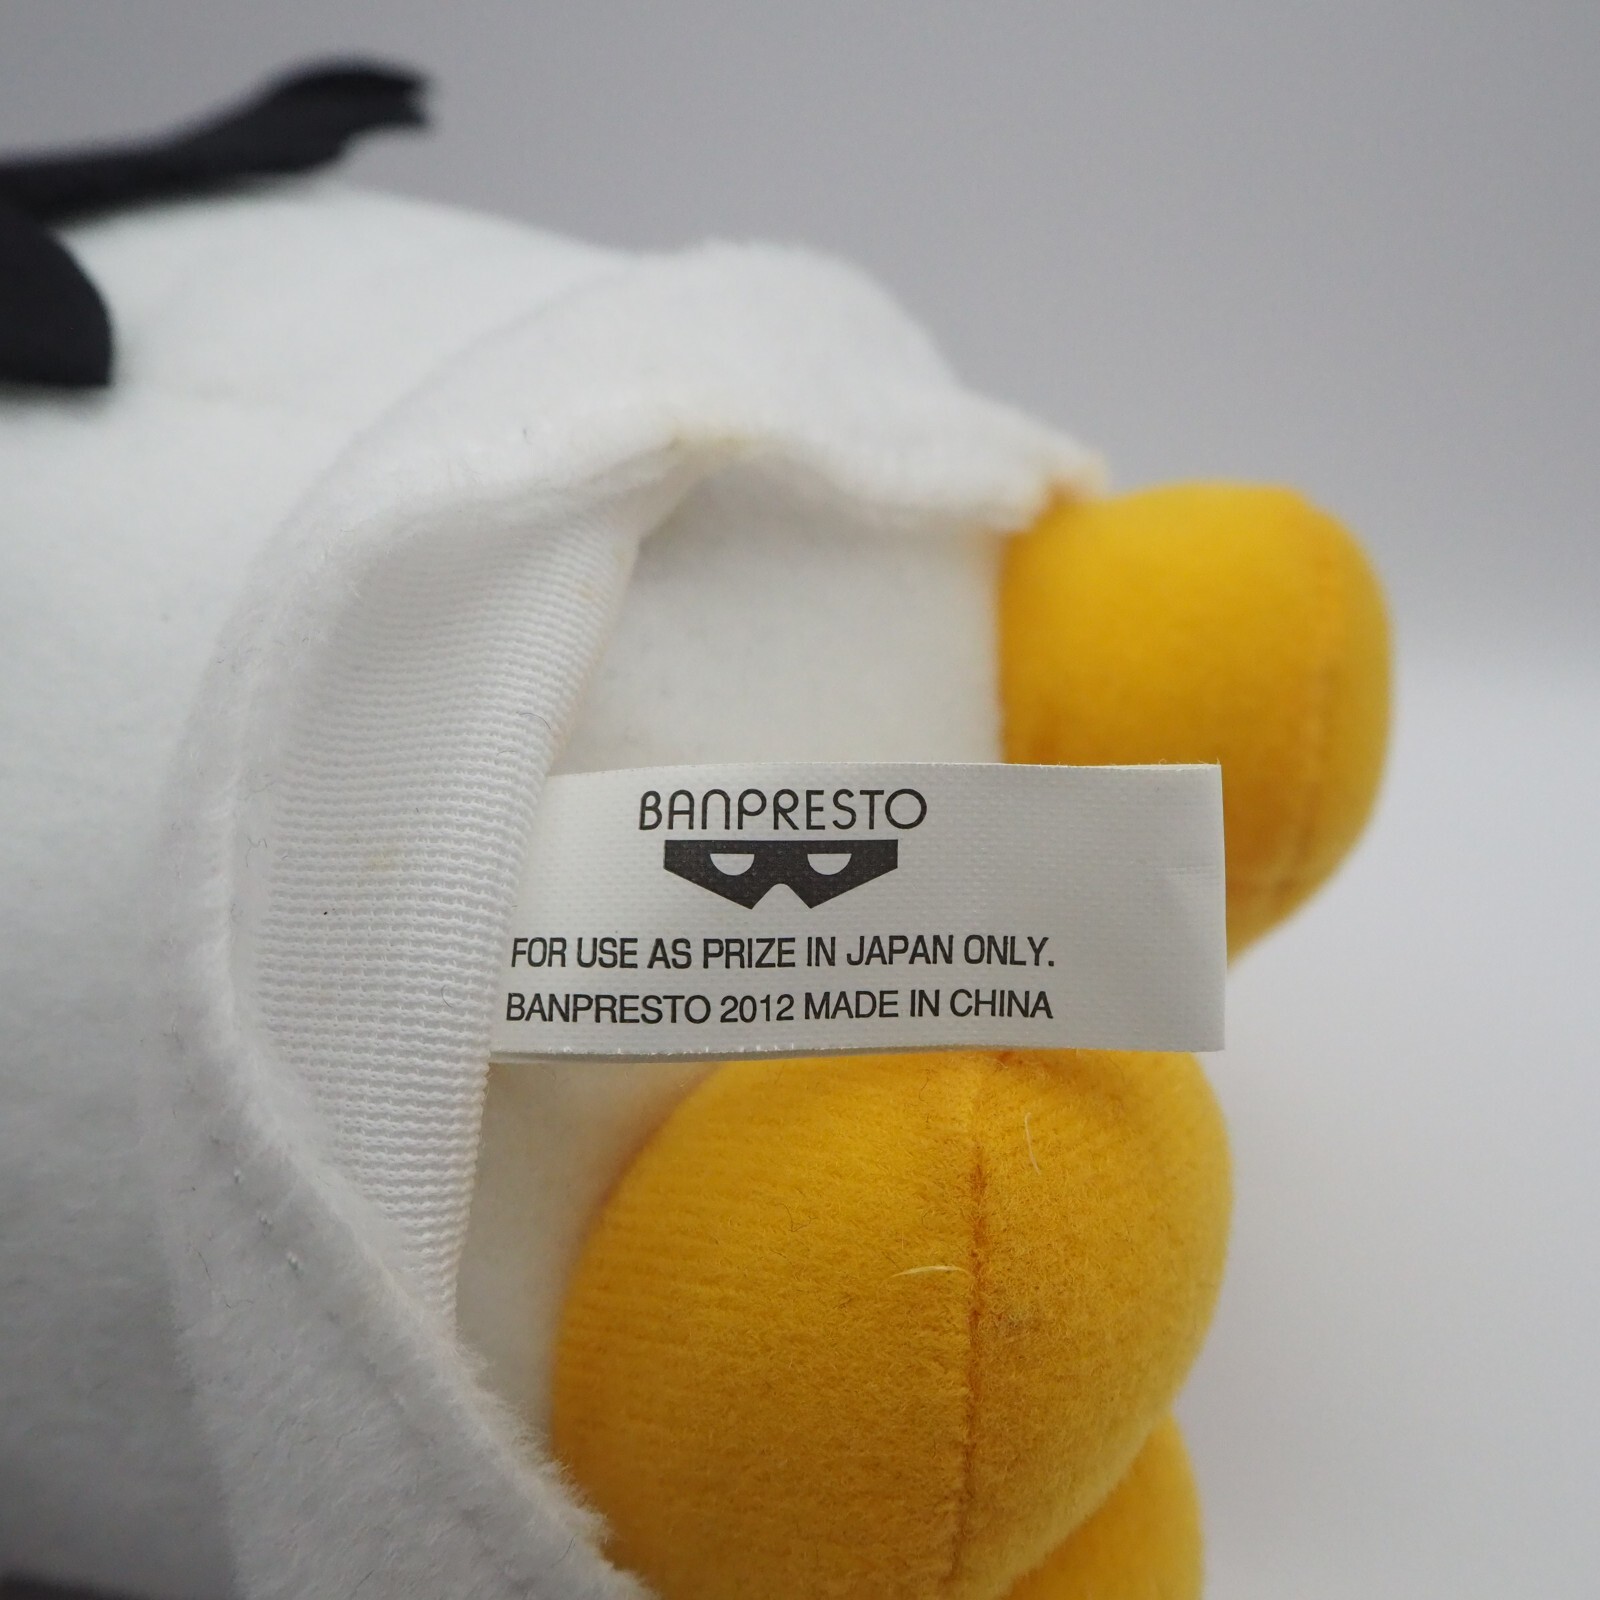 BANPRESTO
FOR USE AS PRIZE IN JAPAN ONLY.
BANPRESTO 2012 MADE IN CHINA